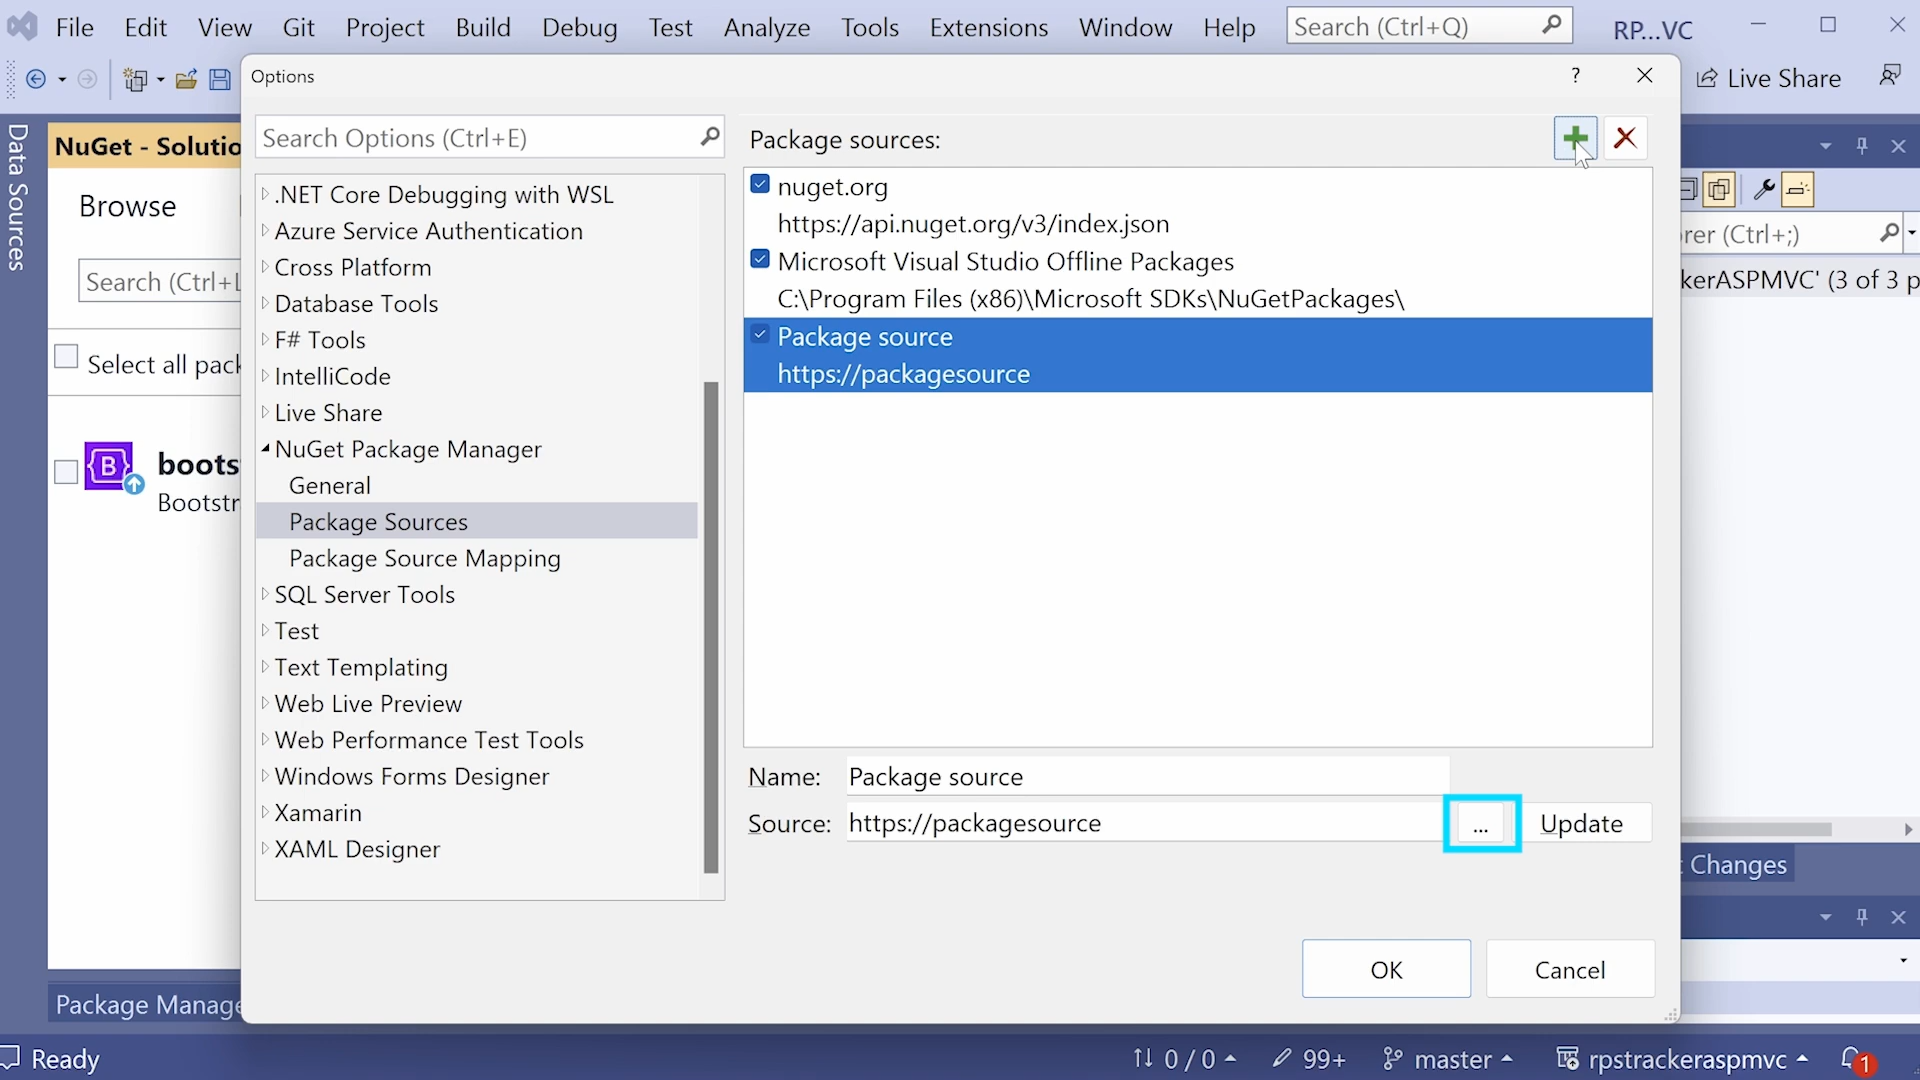 File Edit View Git Project Build Debug Test Analyze Tools Extensions Window Help Search (Ctrl+Q) RP...VC
Live Share
Options ?
Data Sources
NuGet - Solutio
Browse
Search (Ctrl+L
Select all pack
B
boots
Bootstr
Search Options (Ctrl+E)
.NET Core Debugging with WSL
Azure Service Authentication
Cross Platform
Database Tools
F# Tools
IntelliCode
Live Share
NuGet Package Manager
General
Package Sources
Package Source Mapping
SQL Server Tools
Test
Text Templating
Web Live Preview
Web Performance Test Tools
Windows Forms Designer
Xamarin
XAML Designer
Package sources:
nuget.org
https://api.nuget.org/v3/index.json
Microsoft Visual Studio Offline Packages
C:\Program Files (x86)\Microsoft SDKs\NuGetPackages\
Package source
https://packagesource
Name: Package source
Source: https://packagesource ... Update
OK Cancel
rer (Ctrl+;)
kerASPMVC' (3 of 3 p
Changes
Package Manage
Ready 0 / 0 99+ master rpstrackeraspmvc 1